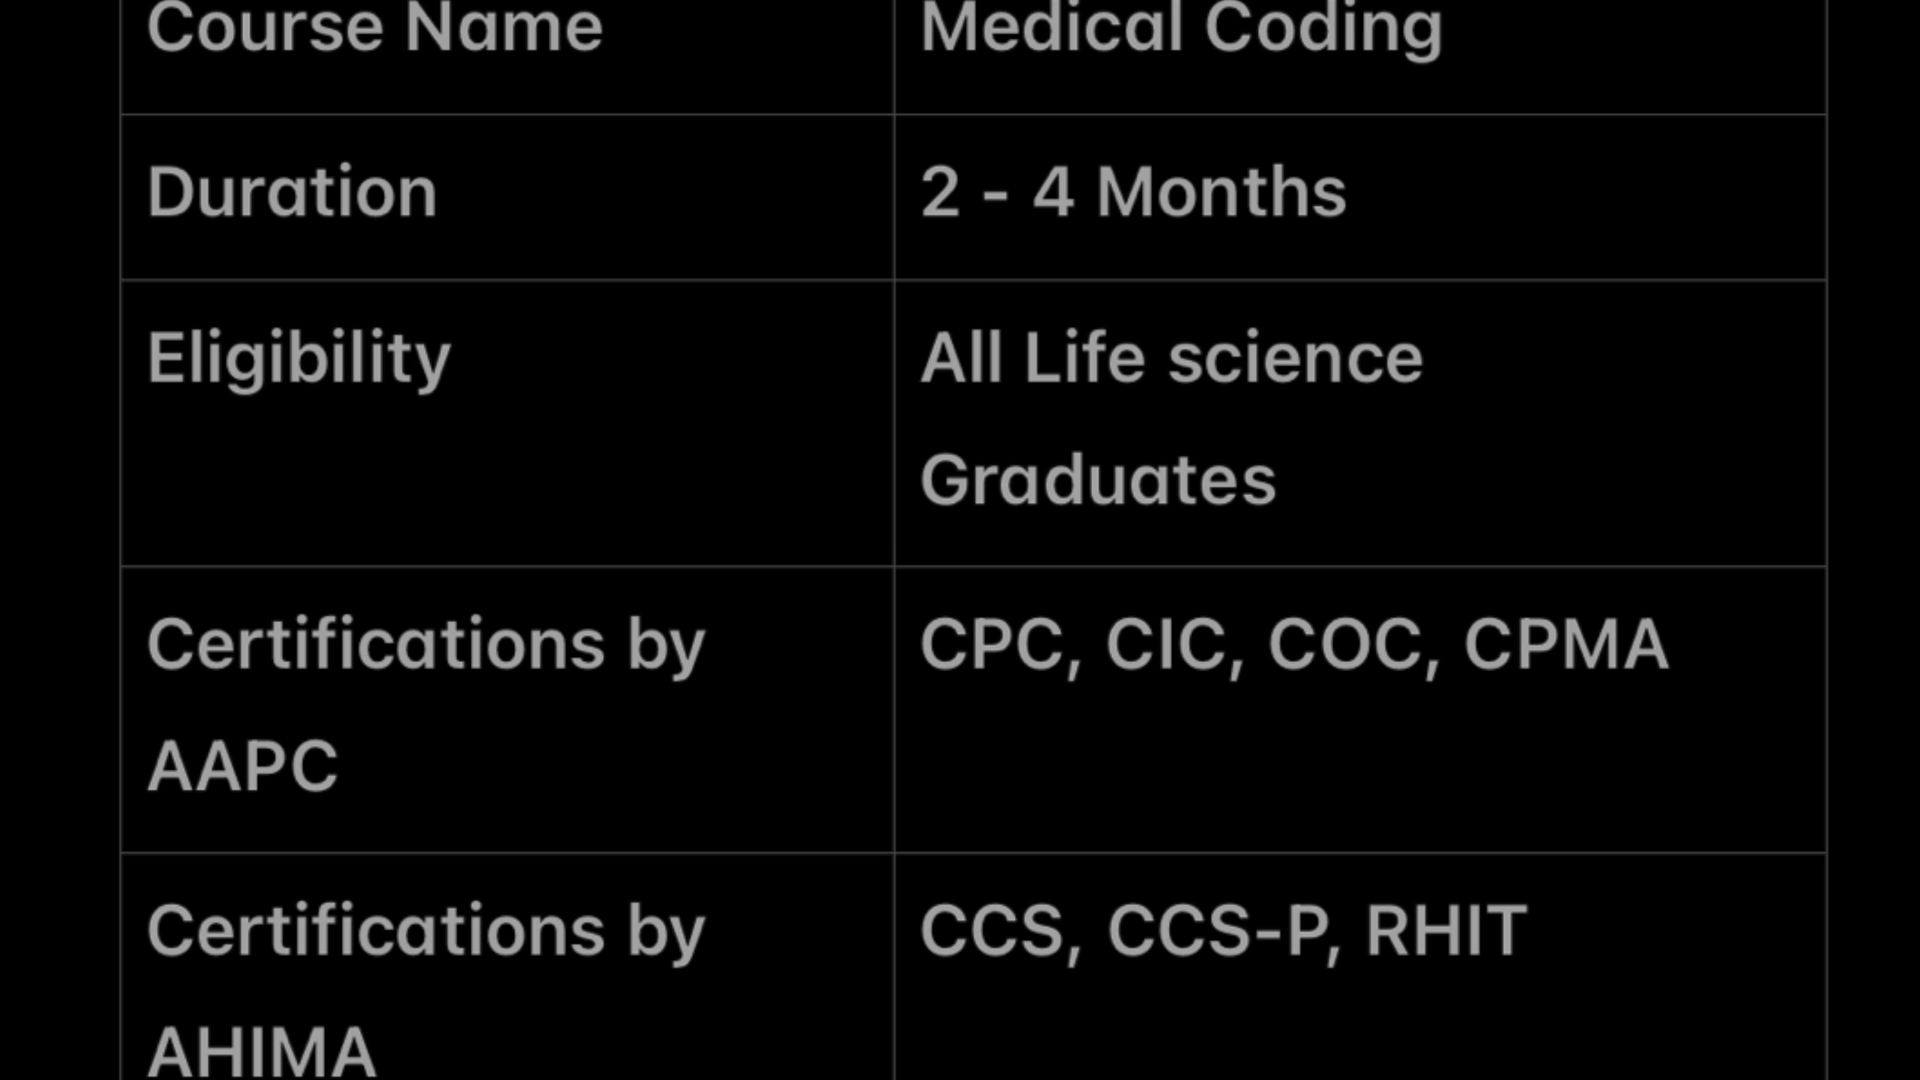 Course Name
Medical Coding
Duration
2 - 4 Months
Eligibility
All Life science
Graduates
Certifications by
AAPC
CPC, CIC, COC, CPMA
Certifications by
AHIMA
CCS, CCS-P, RHIT